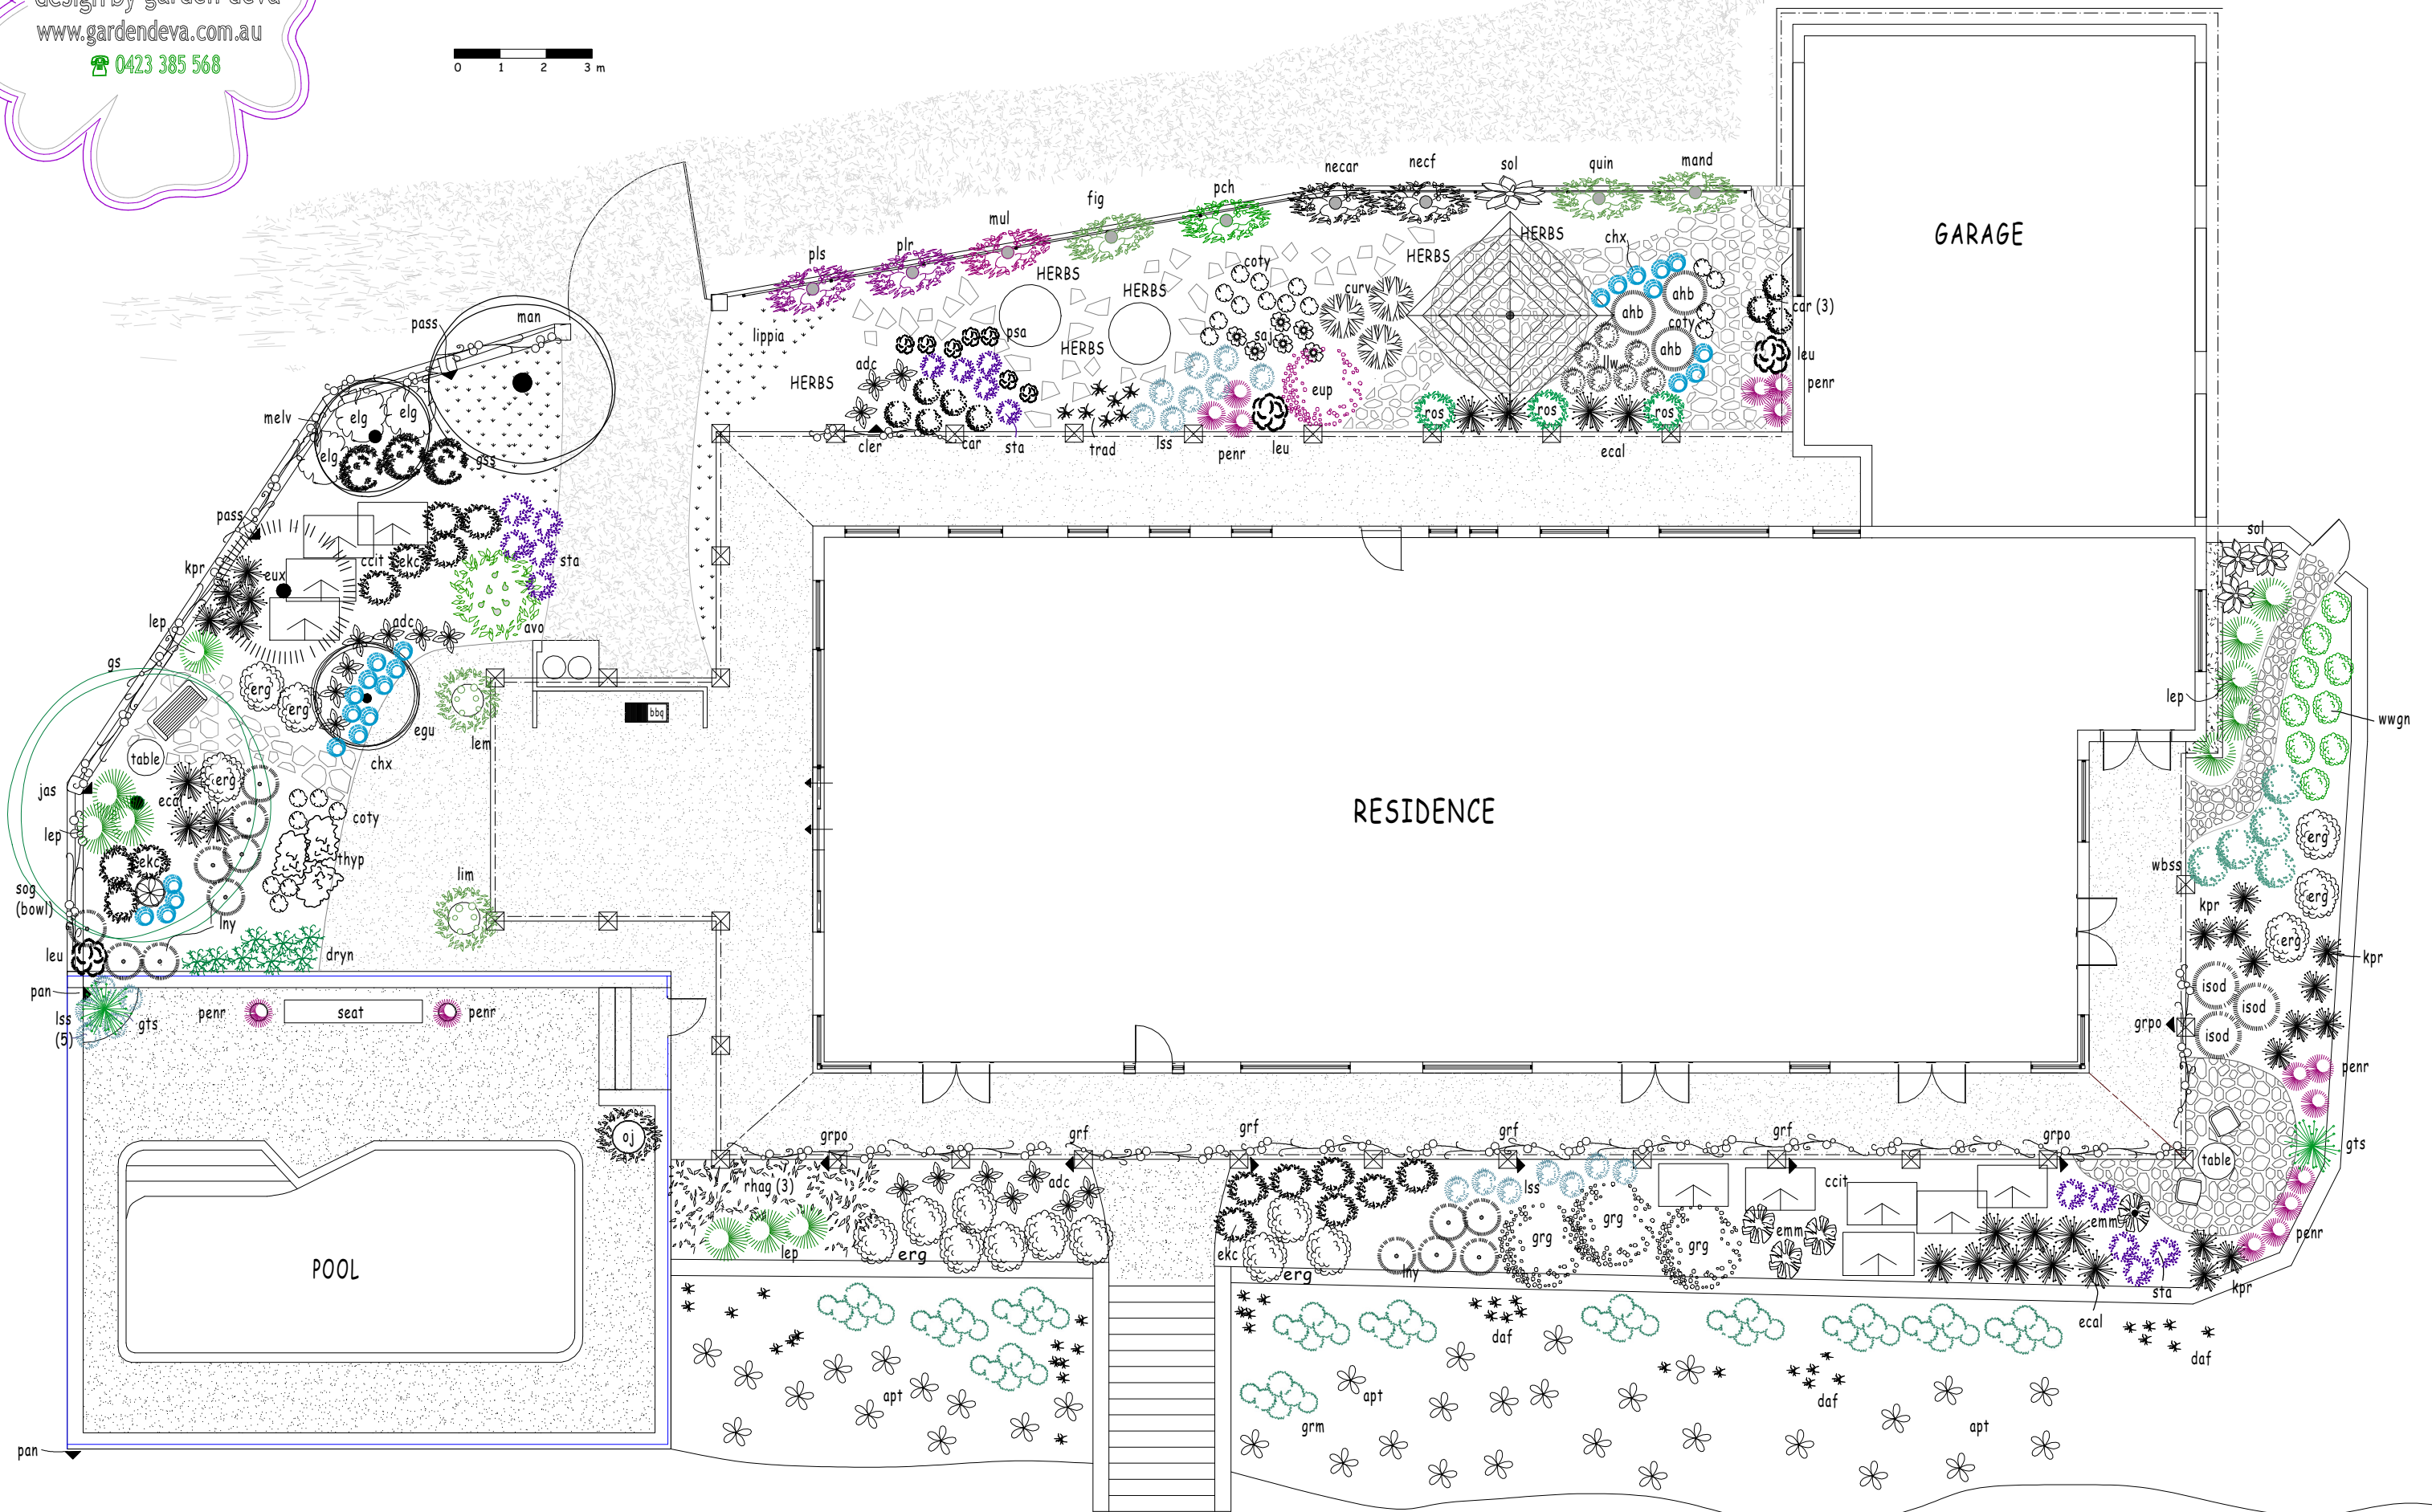 design by garden deva
www.gardendeva.com.au
0423 385 568
0 1 2 3 m
GARAGE
necar
necf
sol
quin
mand
pch
fig
mul
plr
pls
HERBS
HERBS
HERBS
HERBS
HERBS
HERBS
chx
coty
curv
ahb
ahb
ahb
coty
car (3)
saj
llw
leu
penr
eup
ros
ros
ros
psa
adc
lippia
cler
car
sta
trad
lss
penr
leu
ecal
pass
man
melv
elg
elg
elg
gss
pass
kpr
eux
ccit
ekc
sta
lep
adc
avo
gs
erg
erg
egu
lem
chx
bbq
table
jas
erg
eca
coty
lep
thyp
ekc
lim
sog
(bowl)
lny
leu
dryn
pan
lss
(5)
gts
penr
seat
penr
oj
POOL
pan
RESIDENCE
sol
lep
wwgn
wbss
erg
erg
erg
kpr
kpr
isod
isod
isod
grpo
penr
gts
table
penr
kpr
grpo
grf
grf
grf
grf
grpo
rhag (3)
adc
lep
erg
ekc
erg
lss
lny
grg
grg
grg
emm
ccit
emm
sta
ecal
daf
daf
daf
apt
apt
apt
grm